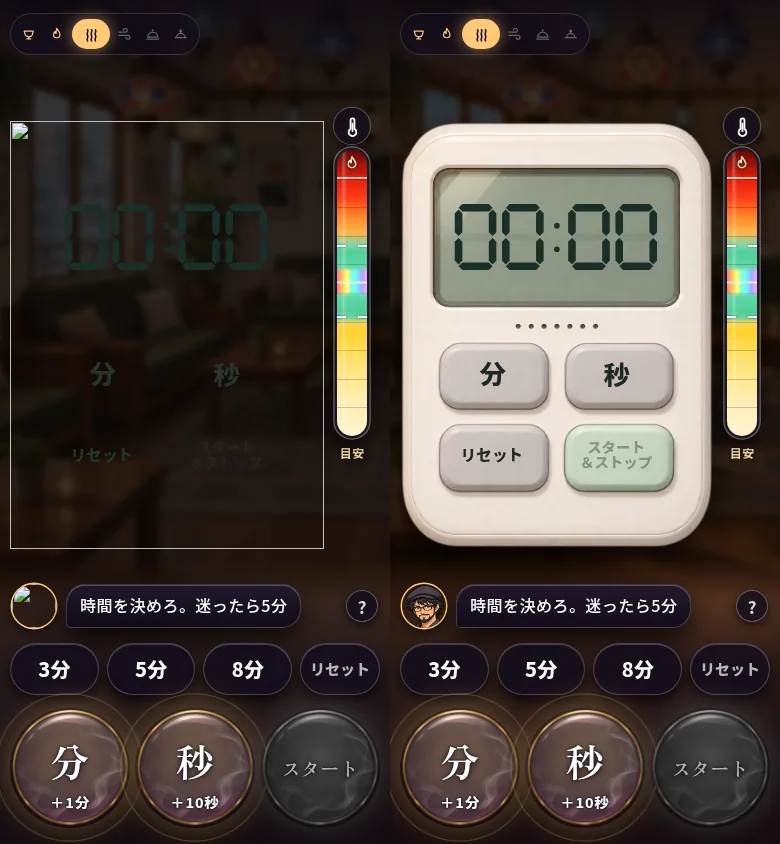 00:00
分 秒
リセット スタート
&ストップ
目安
時間を決めろ。迷ったら5分 ?
3分 5分 8分 リセット
分 秒 スタート
+1分 +10秒
00:00
分 秒
リセット スタート
&ストップ
目安
時間を決めろ。迷ったら5分 ?
3分 5分 8分 リセット
分 秒 スタート
+1分 +10秒